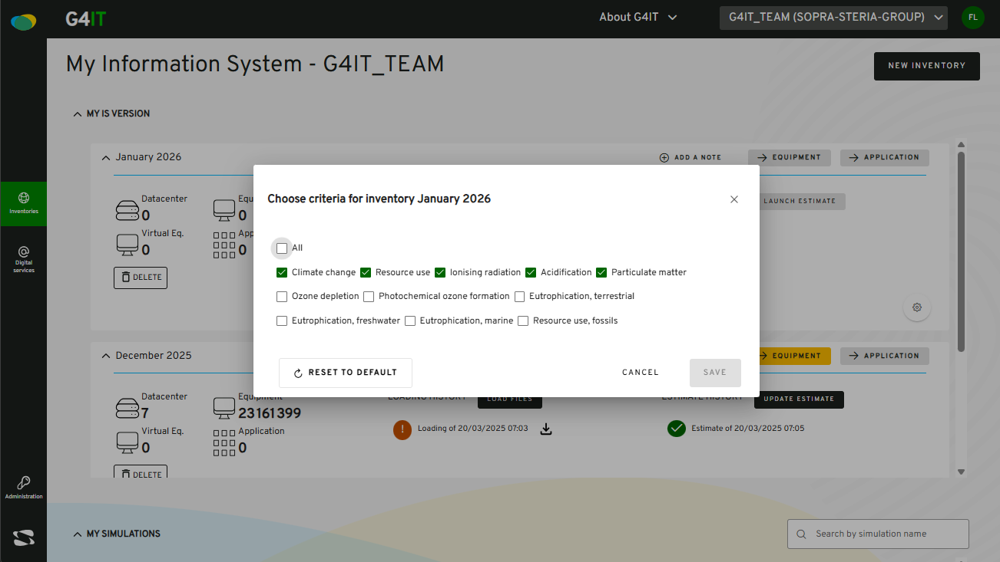 G4IT
About G4IT
G4IT_TEAM (SOPRA-STERIA-GROUP)
FL
My Information System - G4IT_TEAM
NEW INVENTORY
MY IS VERSION
January 2026
ADD A NOTE
EQUIPMENT
APPLICATION
Inventories
Digital
services
Administration
Datacenter
0
Equ
0
Virtual Eq.
0
App
0
DELETE
LAUNCH ESTIMATE
Choose criteria for inventory January 2026
All
Climate change Resource use Ionising radiation Acidification Particulate matter
Ozone depletion Photochemical ozone formation Eutrophication, terrestrial
Eutrophication, freshwater Eutrophication, marine Resource use, fossils
RESET TO DEFAULT
CANCEL
SAVE
December 2025
EQUIPMENT
APPLICATION
Datacenter
7
Equipment
23 161 399
Virtual Eq.
0
Application
0
DELETE
LOADING HISTORY
LOAD FILES
Loading of 20/03/2025 07:03
ESTIMATE HISTORY
UPDATE ESTIMATE
Estimate of 20/03/2025 07:05
MY SIMULATIONS
Search by simulation name